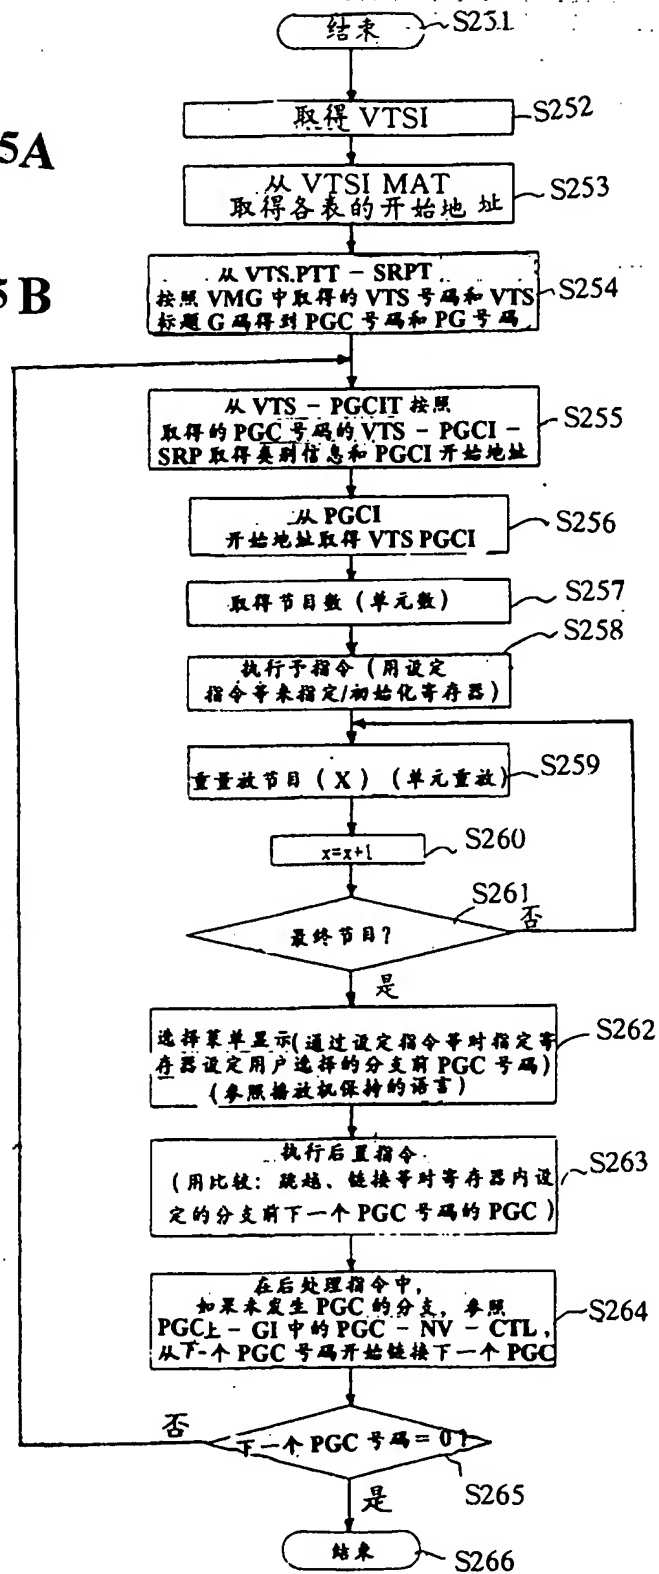 结束
S251
取得 VTSI
S252
5A
从 VTSI MAT
取得各表的开始地址
S253
5B
从 VTS.PTT - SRPT
按照 VMG 中取得的 VTS 号码和 VTS
标题 G 码得到 PGC 号码和 PG 号码
S254
从 VTS - PGCIT 按照
取得的 PGC 号码的 VTS - PGCI -
SRP 取得类别信息和 PGCI 开始地址
S255
从 PGCI
开始地址取得 VTS PGCI
S256
取得节目数（单元数）
S257
S258
执行予指令（用设定
指令等来指定/初始化寄存器）
重量放节目（X）（单元重放）
S259
x=x+1
S260
S261
最终节目？
否
是
选择菜单显示（通过设定指令等时指定寄
存器设定用户选择的分支前 PGC 号码）
（参照播放机保持的语言）
S262
执行后置指令
（用比较：跳越、链接等时寄存器内设
定的分支前下一个 PGC 号码的 PGC）
S263
在后处理指令中，
如果未发生 PGC 的分支，参照
PGC上 - GI 中的 PGC - NV - CTL，
从下一个 PGC 号码开始链接下一个 PGC
S264
否
下一个 PGC 号码 = 0？
S265
是
结束
S266